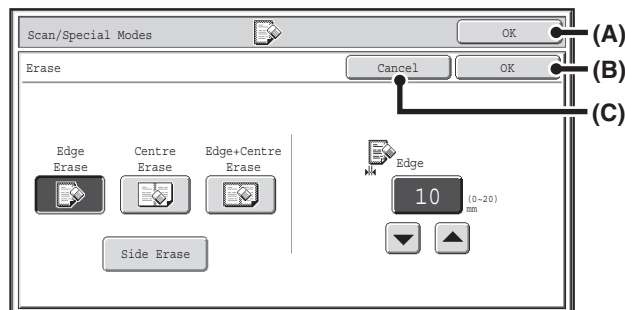 Scan/Special Modes OK (A)
Erase Cancel OK (B)
(C)
Edge Centre Edge+Centre
Erase Erase Erase
Edge
10 (0~20)
mm
Side Erase